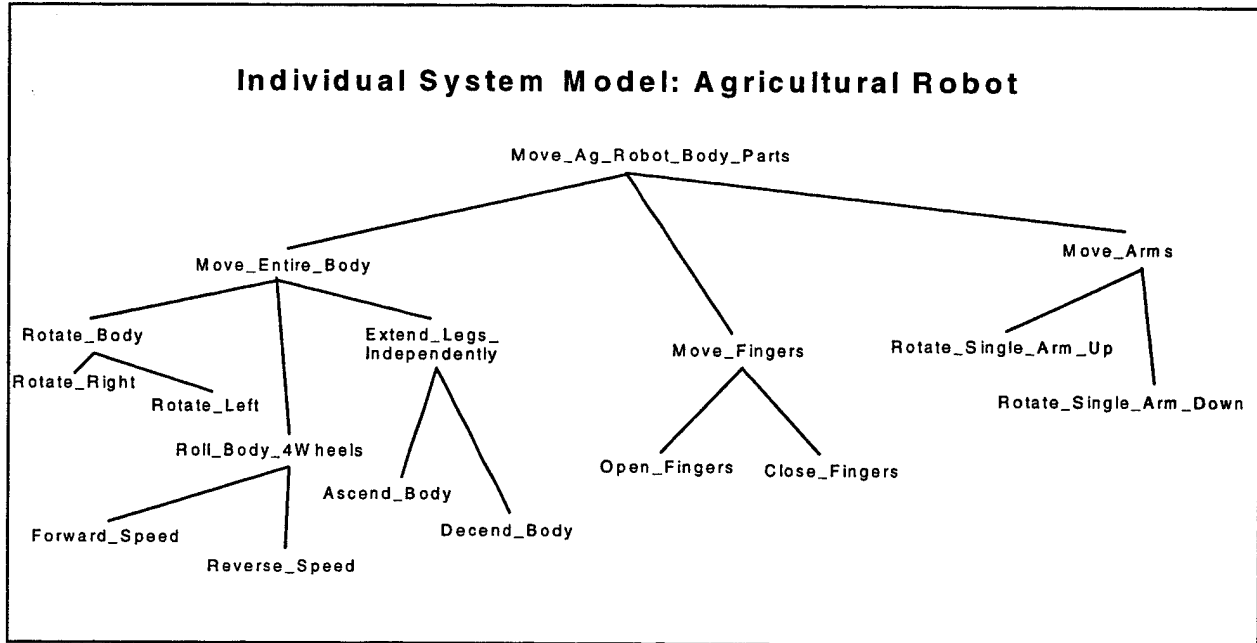 Individual System Model: Agricultural Robot
Move_Ag_Robot_Body_Parts
Move_Entire_Body
Move_Arms
Rotate_Body
Extend_Legs_
Independently
Move_Fingers
Rotate_Single_Arm_Up
Rotate_Right
Rotate_Left
Rotate_Single_Arm_Down
Roll_Body_4Wheels
Open_Fingers
Close_Fingers
Ascend_Body
Decend_Body
Forward_Speed
Reverse_Speed